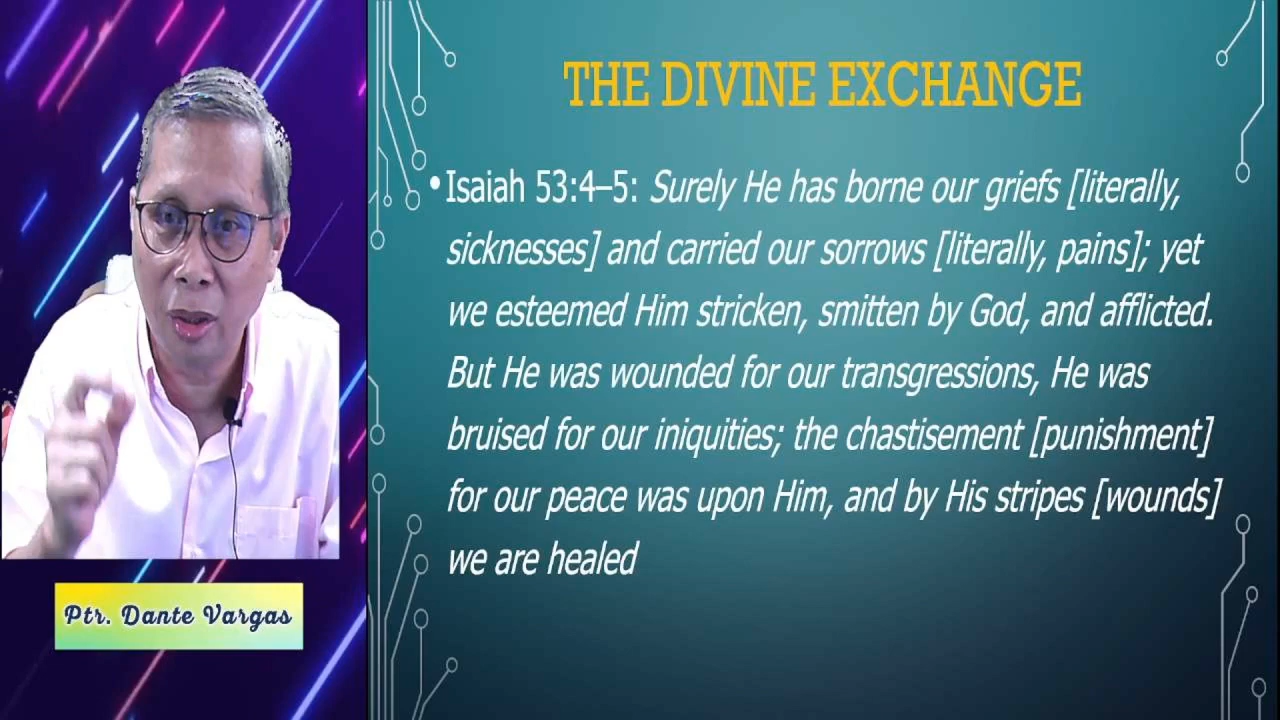 THE DIVINE EXCHANGE
•Isaiah 53:4–5: Surely He has borne our griefs [literally,
sicknesses] and carried our sorrows [literally, pains]; yet
we esteemed Him stricken, smitten by God, and afflicted.
But He was wounded for our transgressions, He was
bruised for our iniquities; the chastisement [punishment]
for our peace was upon Him, and by His stripes [wounds]
we are healed
Ptr. Dante Vargas